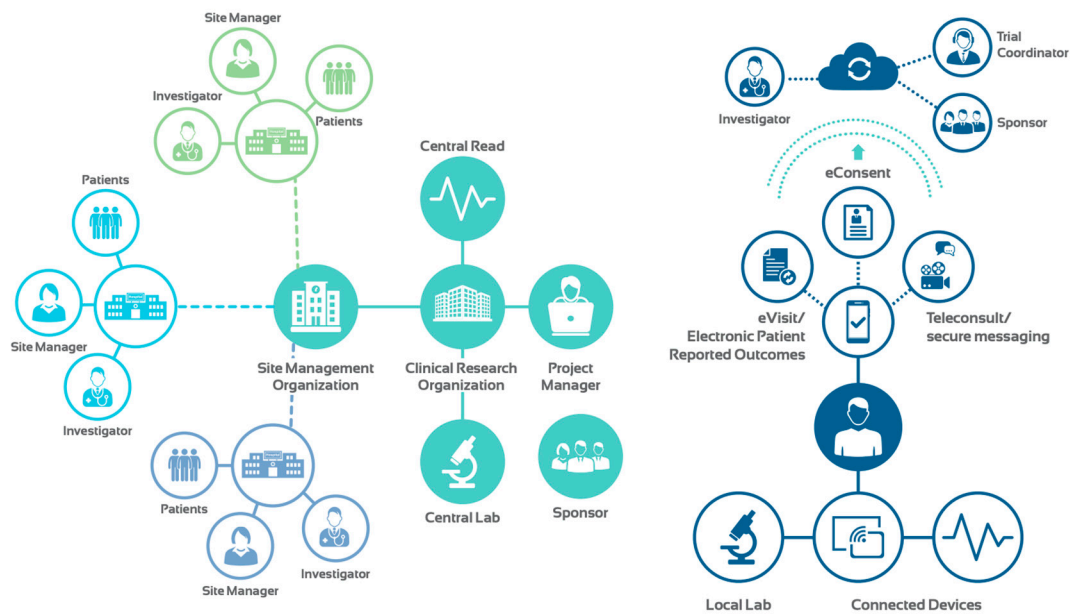 Site Manager
Investigator
Patients
Patients
Site Manager
Investigator
Patients
Site Manager
Investigator
Central Read
Site Management
Organization
Clinical Research
Organization
Project
Manager
Central Lab
Sponsor
Trial
Coordinator
Investigator
Sponsor
eConsent
eVisit/
Electronic Patient
Reported Outcomes
Teleconsult/
secure messaging
Local Lab
Connected Devices